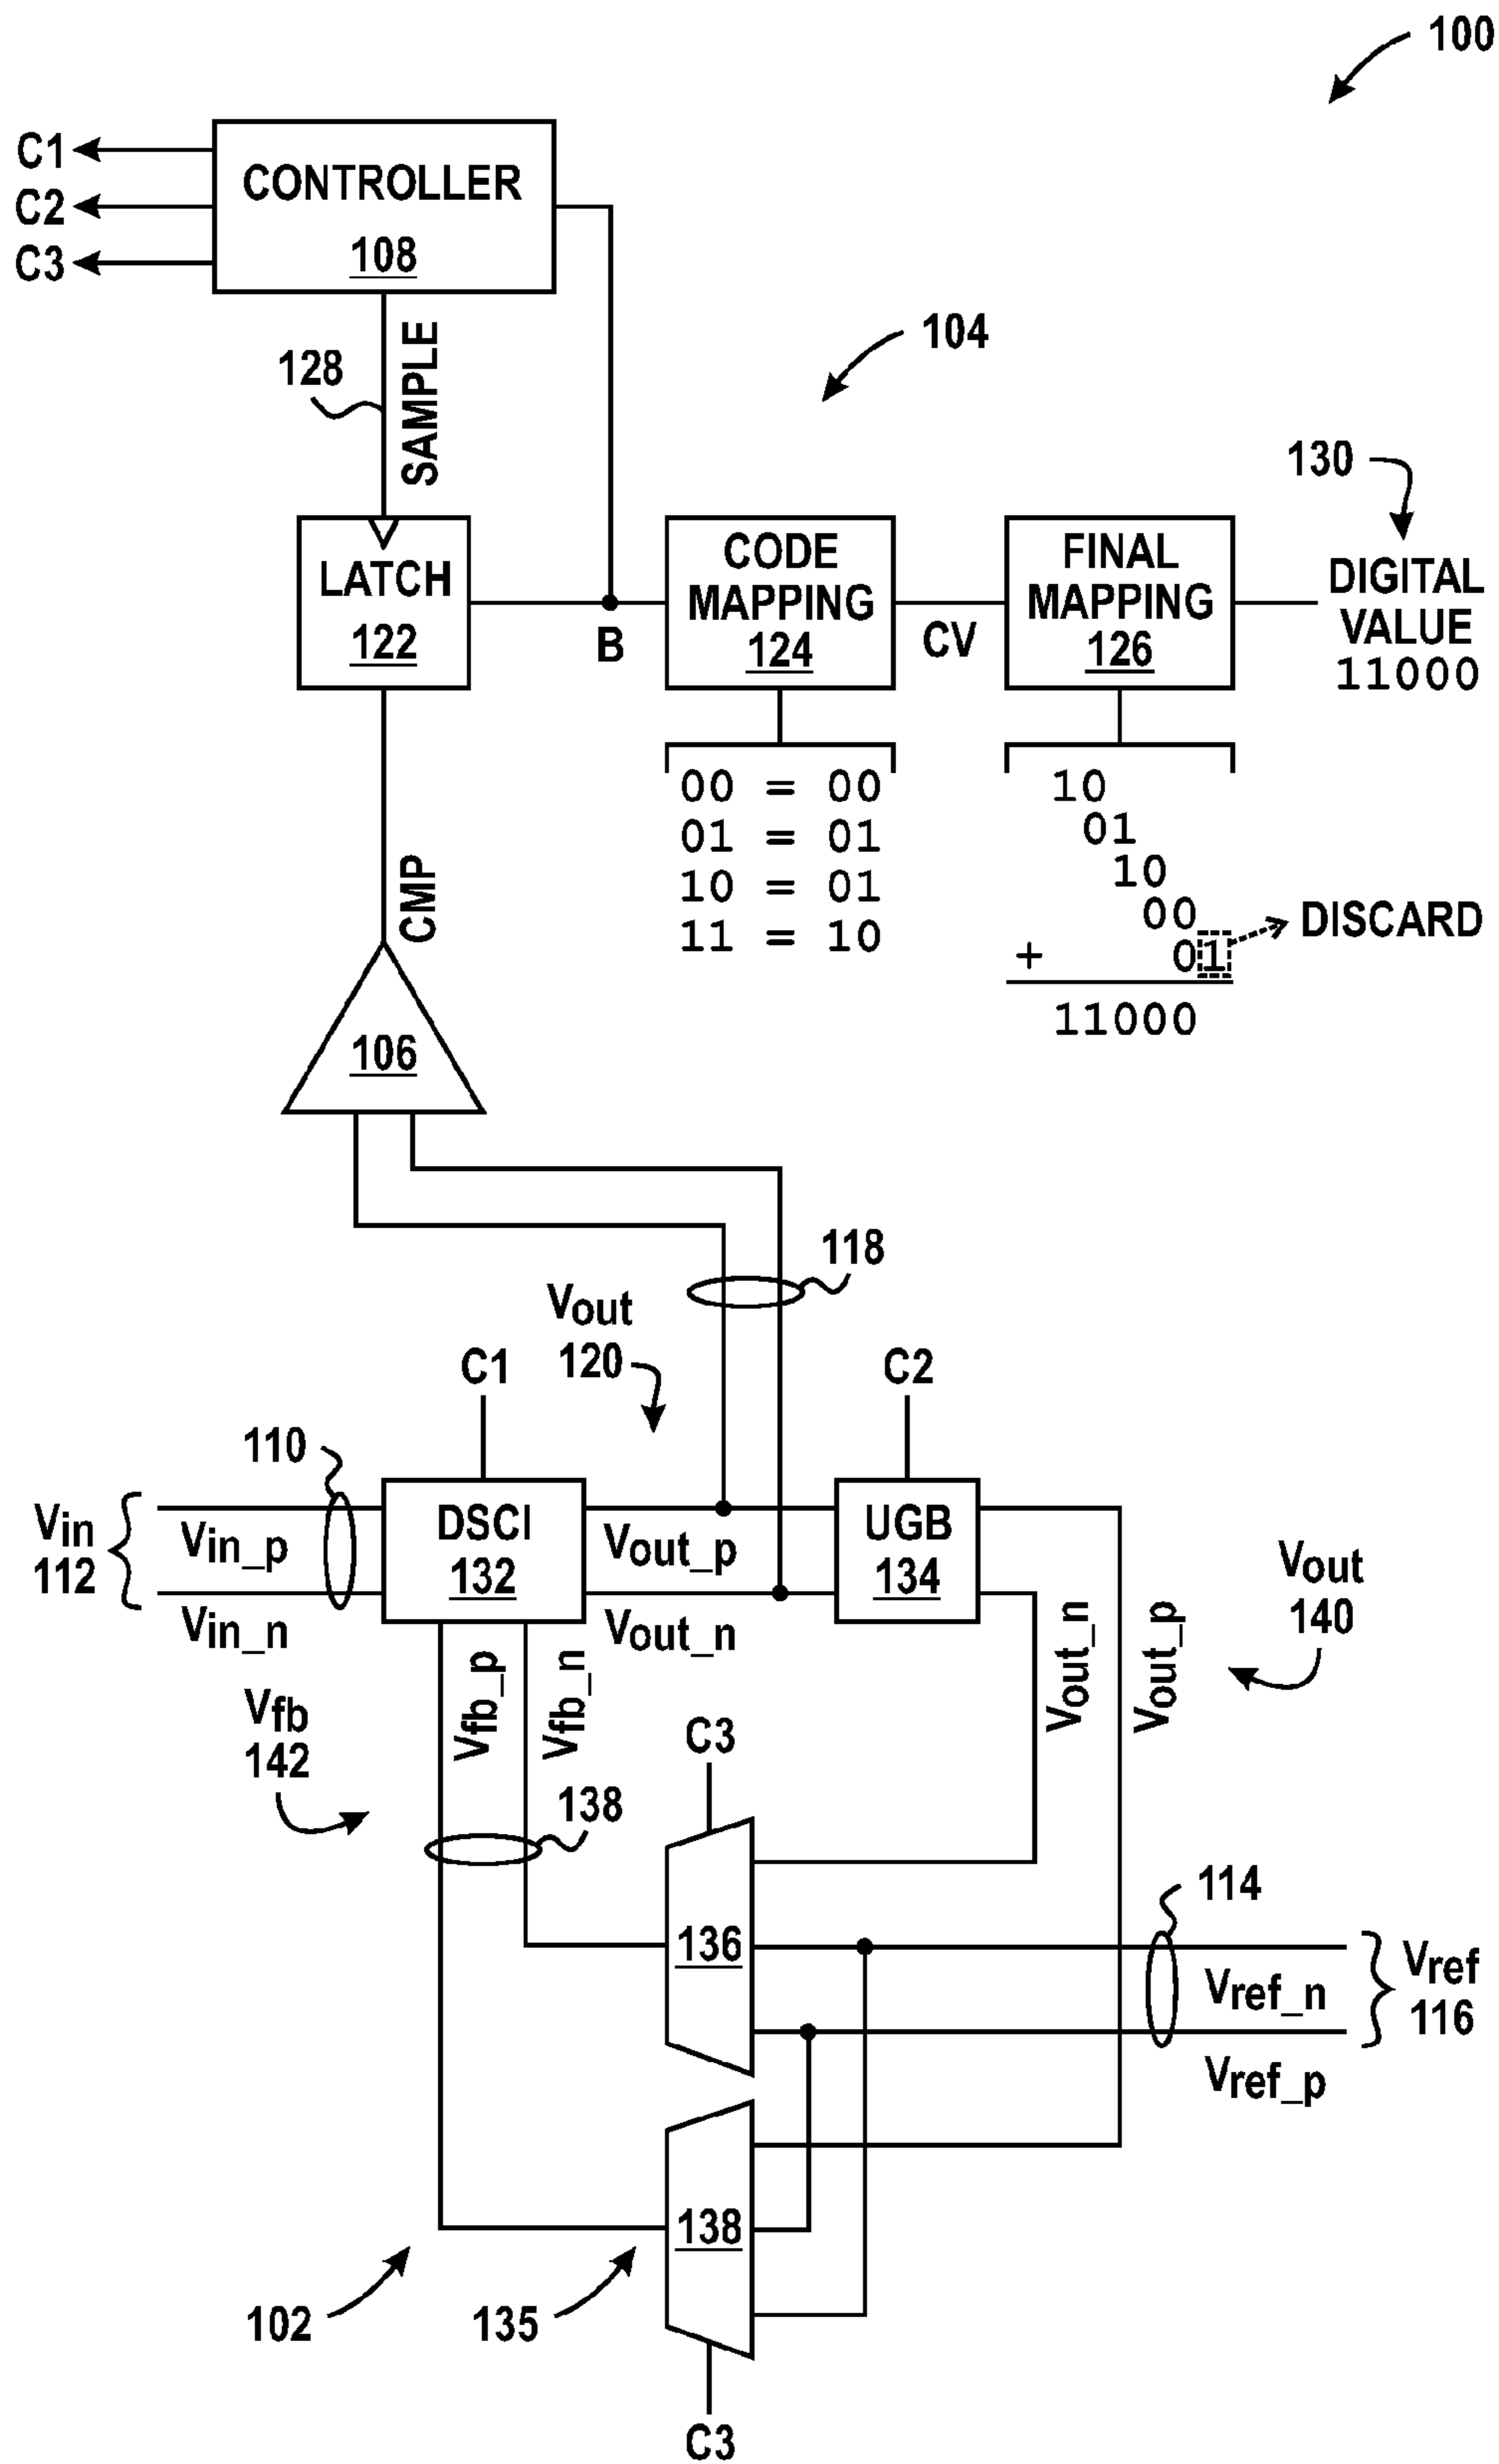 100
C1
C2
C3
CONTROLLER
108
128
SAMPLE
104
130
LATCH
122
B
CODE
MAPPING
124
CV
FINAL
MAPPING
126
DIGITAL
VALUE
11000
00 = 00
01 = 01
10 = 01
11 = 10
10
01
10
00
+ 01
DISCARD
11000
CMP
106
118
Vout
120
C1
C2
110
Vin
112
Vin_p
Vin_n
DSCI
132
Vout_p
Vout_n
UGB
134
Vout
140
Vout_n
Vout_p
Vfb
142
Vfb_p
Vfb_n
138
C3
136
114
Vref_n
Vref
116
Vref_p
138
102
135
C3